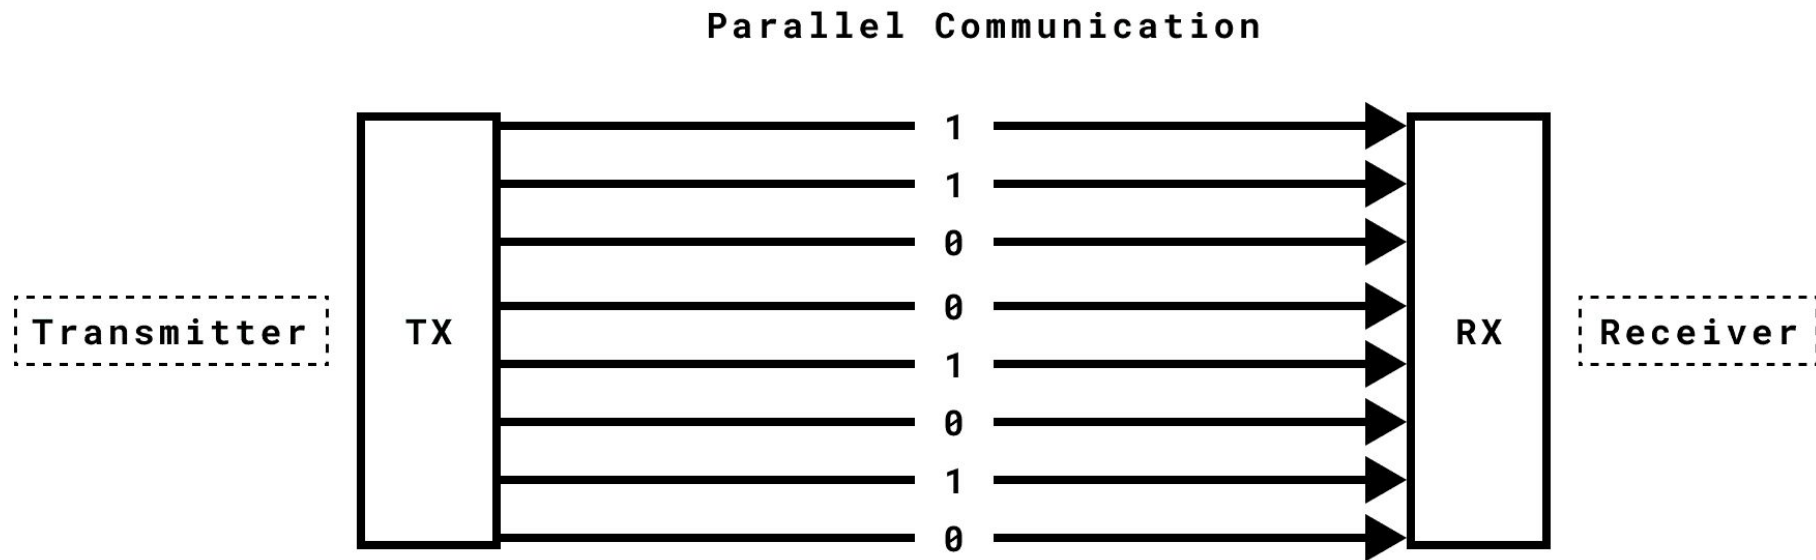 Parallel Communication
1
1
0
0
Transmitter
TX
RX
Receiver
1
0
1
0